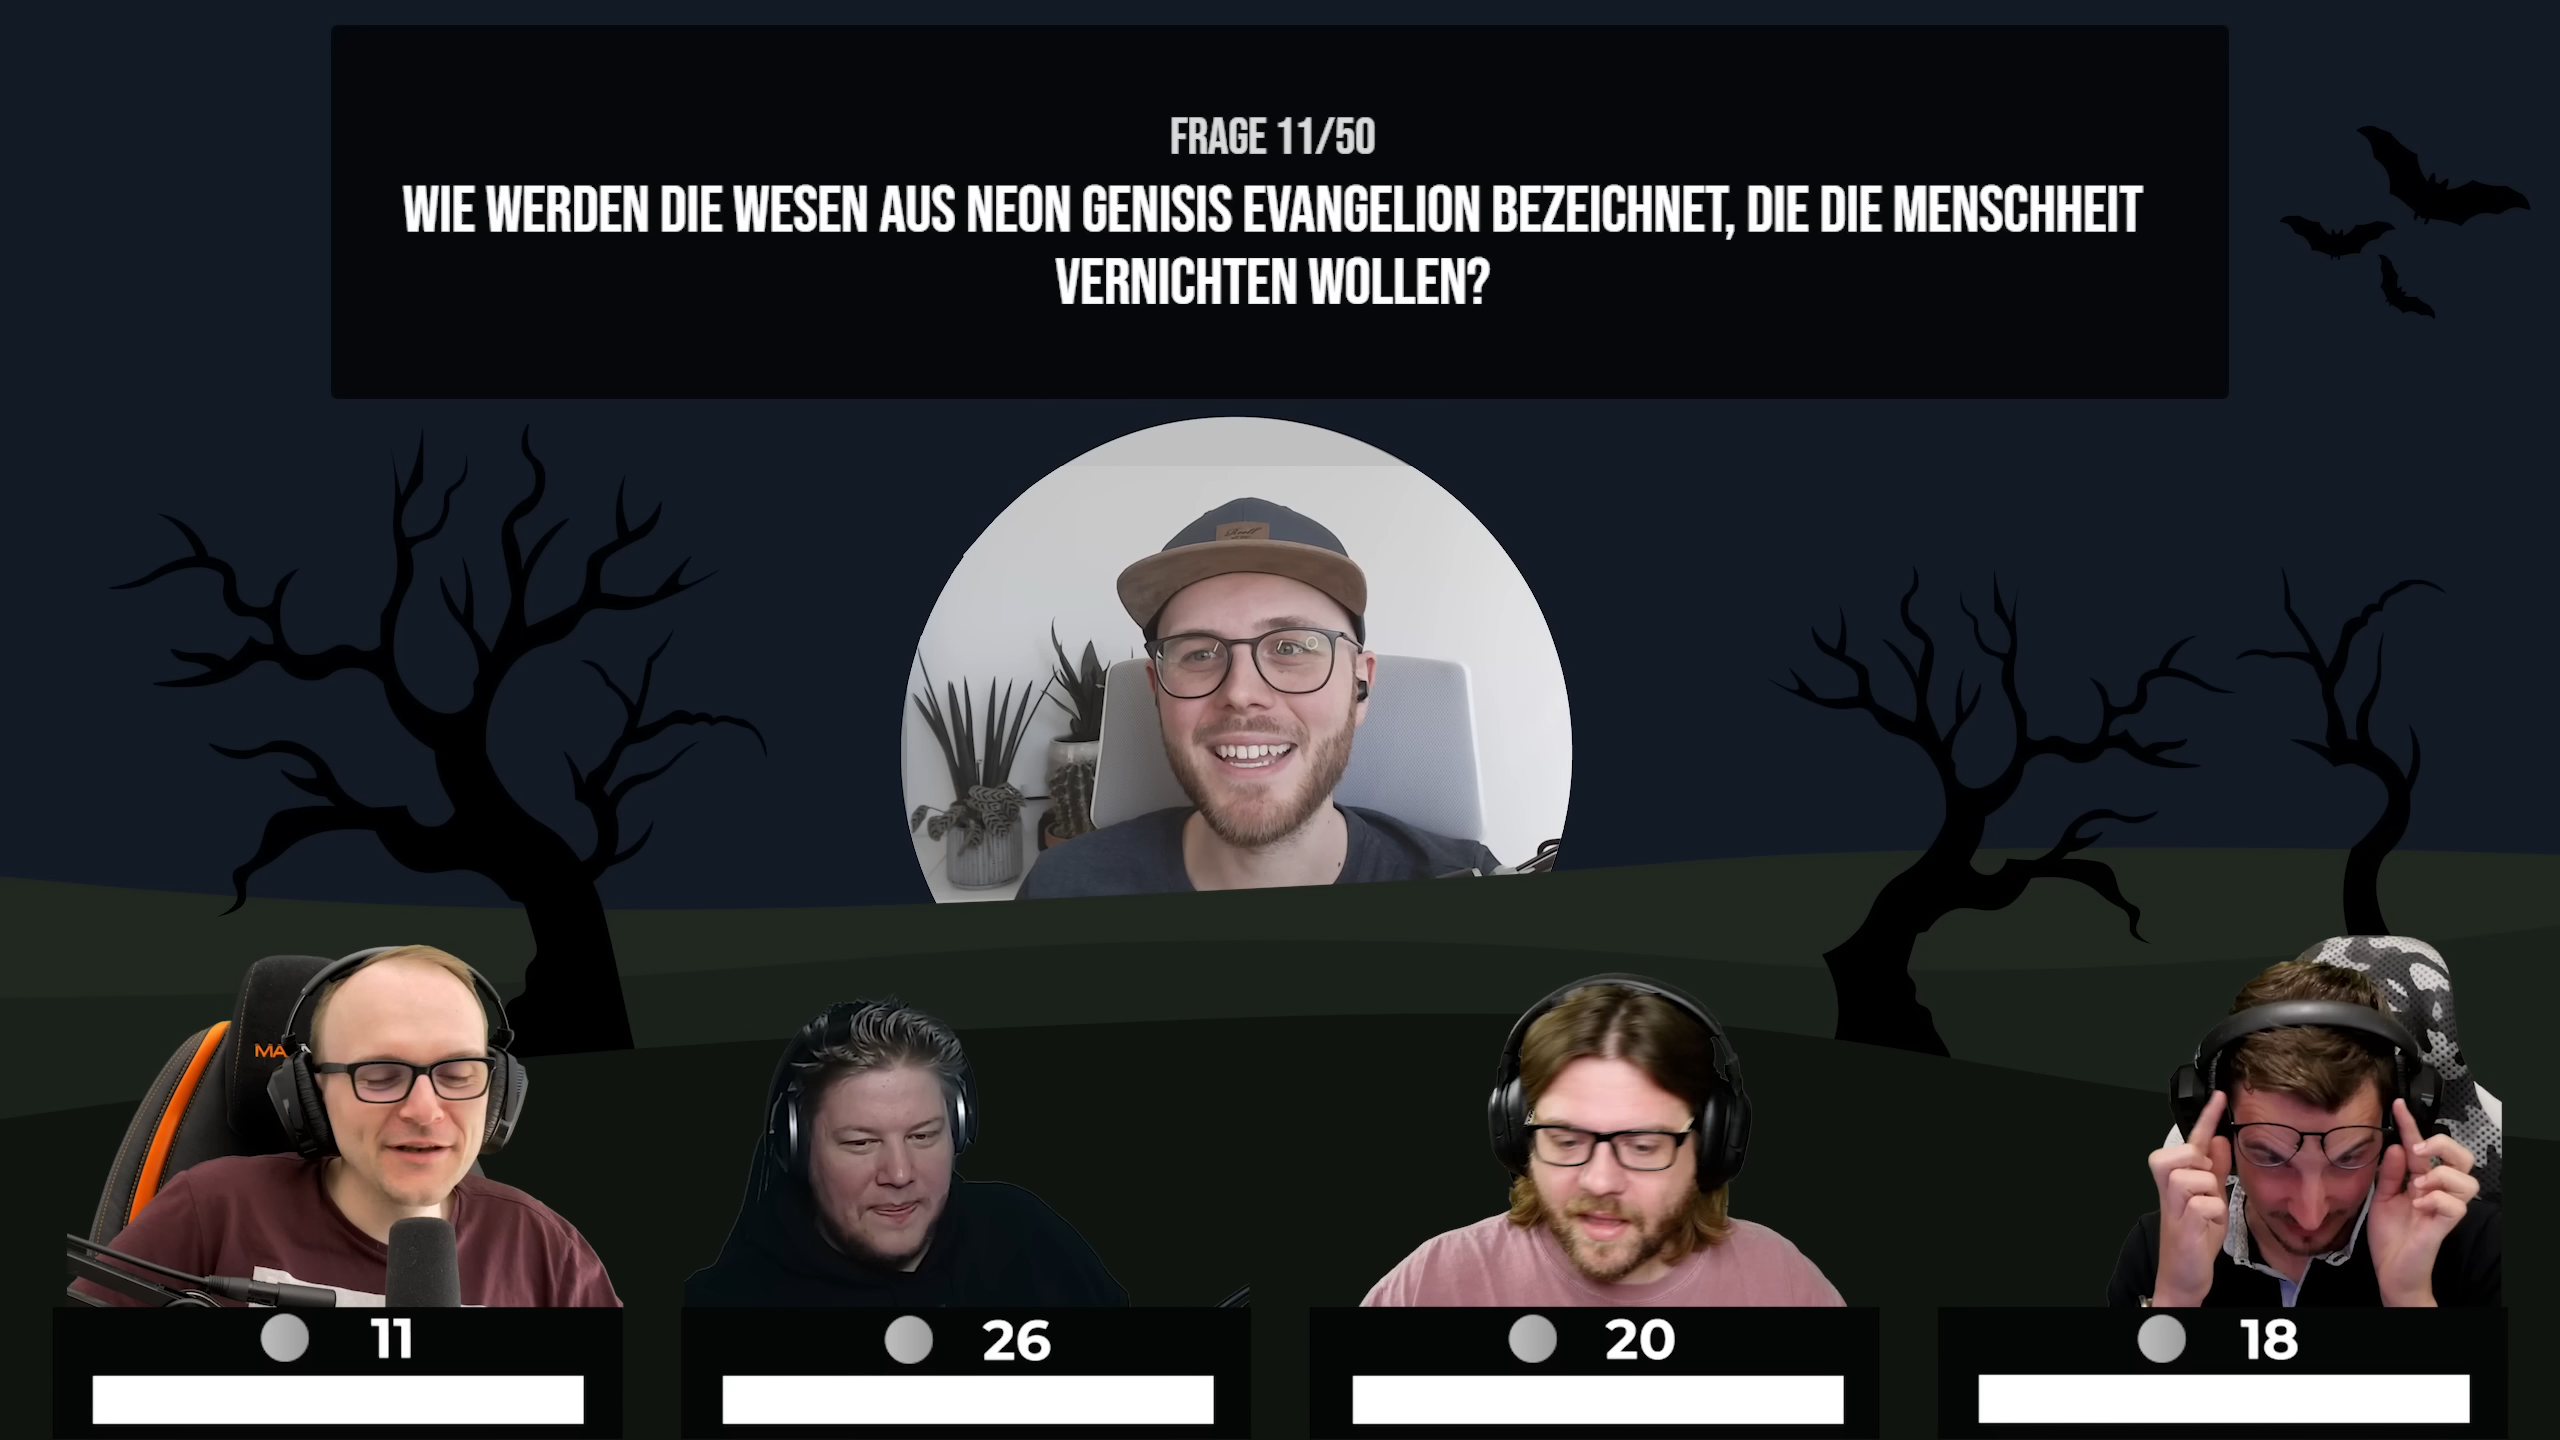 FRAGE 11/50
WIE WERDEN DIE WESEN AUS NEON GENISIS EVANGELION BEZEICHNET, DIE DIE MENSCHHEIT
VERNICHTEN WOLLEN?
MA
11
26
20
18